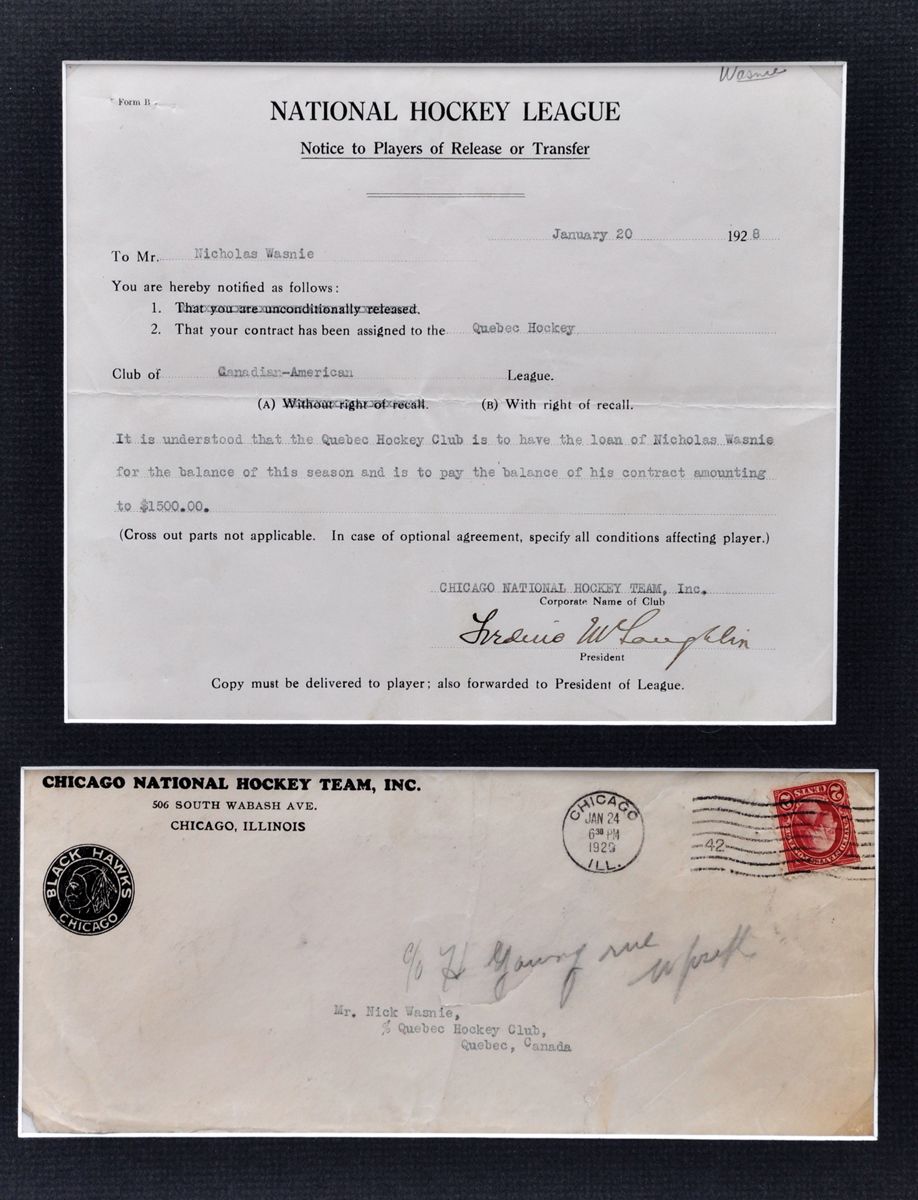 Wasnie
Form B
NATIONAL HOCKEY LEAGUE
Notice to Players of Release or Transfer
January 20 1928
To Mr. Nicholas Wasnie
You are hereby notified as follows:
1. That you are unconditionally released.
2. That your contract has been assigned to the Quebec Hockey
Club of Canadian-American League.
(A) Without right of recall. (B) With right of recall.
It is understood that the Quebec Hockey Club is to have the loan of Nicholas Wasnie
for the balance of this season and is to pay the balance of his contract amounting
to $1500.00.
(Cross out parts not applicable. In case of optional agreement, specify all conditions affecting player.)
CHICAGO NATIONAL HOCKEY TEAM, Inc.
Corporate Name of Club
McLaughlin
President
Copy must be delivered to player; also forwarded to President of League.
CHICAGO NATIONAL HOCKEY TEAM, INC.
506 SOUTH WABASH AVE.
CHICAGO, ILLINOIS
BLACK HAWKS
CHICAGO
CHICAGO
JAN 24
6 30 PM
1929
ILL.
42
2 CENTS 2
c/o H Young rue
Mr. Nick Wasnie,
c/o Quebec Hockey Club,
Quebec, Canada